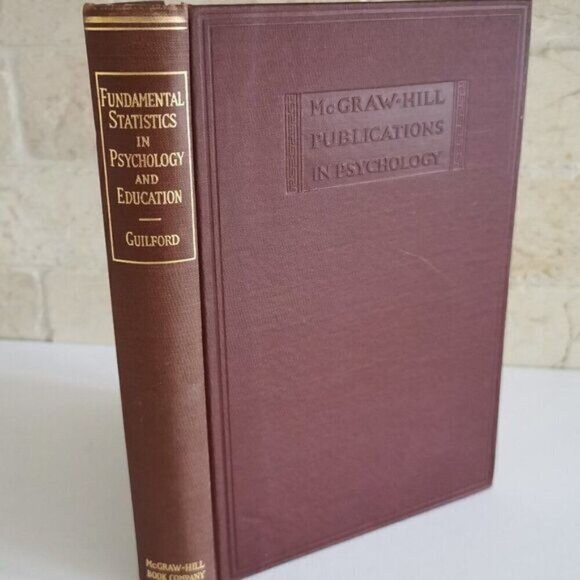 FUNDAMENTAL
STATISTICS
IN
PSYCHOLOGY
AND
EDUCATION
GUILFORD
McGRAW-HILL
BOOK COMPANY
McGRAW-HILL
PUBLICATIONS
IN PSYCHOLOGY